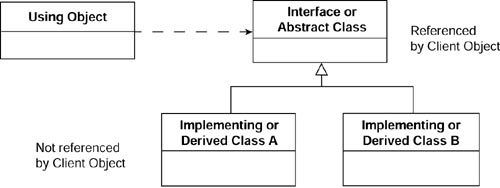 Using Object
Interface or
Abstract Class
Referenced
by Client Object
Implementing or
Derived Class A
Implementing or
Derived Class B
Not referenced
by Client Object